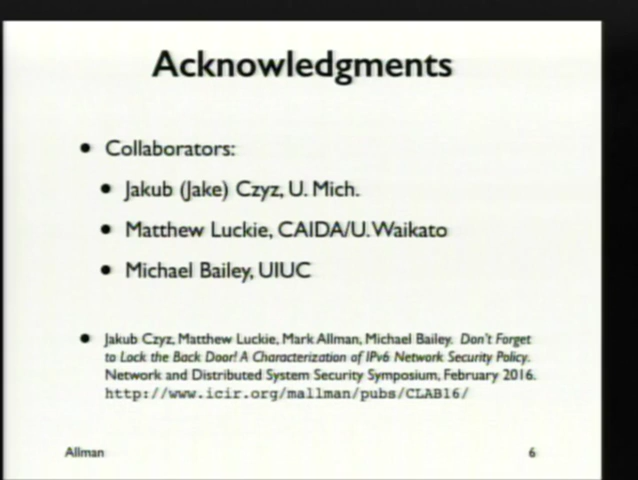 Acknowledgments
• Collaborators:
• Jakub (Jake) Czyz, U. Mich.
• Matthew Luckie, CAIDA/U. Waikato
• Michael Bailey, UIUC
• Jakub Czyz, Matthew Luckie, Mark Allman, Michael Bailey. Don't Forget
to Lock the Back Door! A Characterization of IPv6 Network Security Policy.
Network and Distributed System Security Symposium, February 2016.
http://www.icir.org/mallman/pubs/CLAB16/
Allman
6